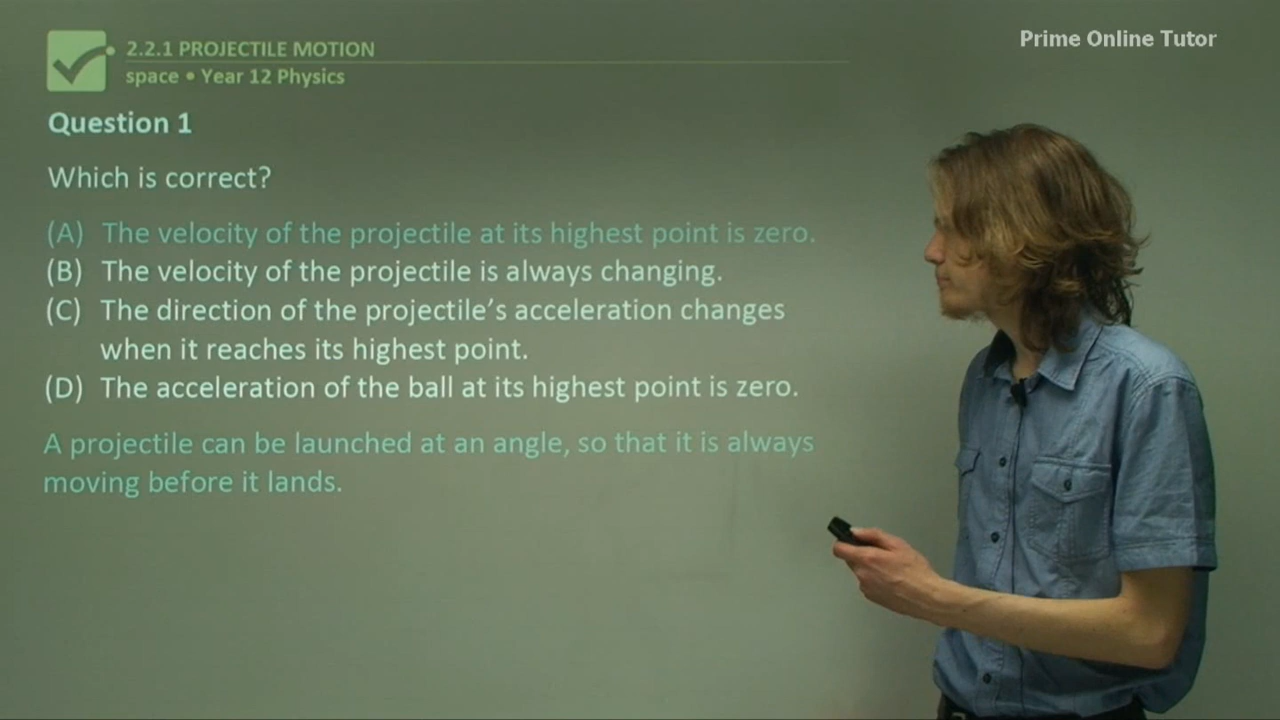 2.2.1 PROJECTILE MOTION
space • Year 12 Physics
Prime Online Tutor
Question 1
Which is correct?
(A) The velocity of the projectile at its highest point is zero.
(B) The velocity of the projectile is always changing.
(C) The direction of the projectile’s acceleration changes
when it reaches its highest point.
(D) The acceleration of the ball at its highest point is zero.
A projectile can be launched at an angle, so that it is always
moving before it lands.